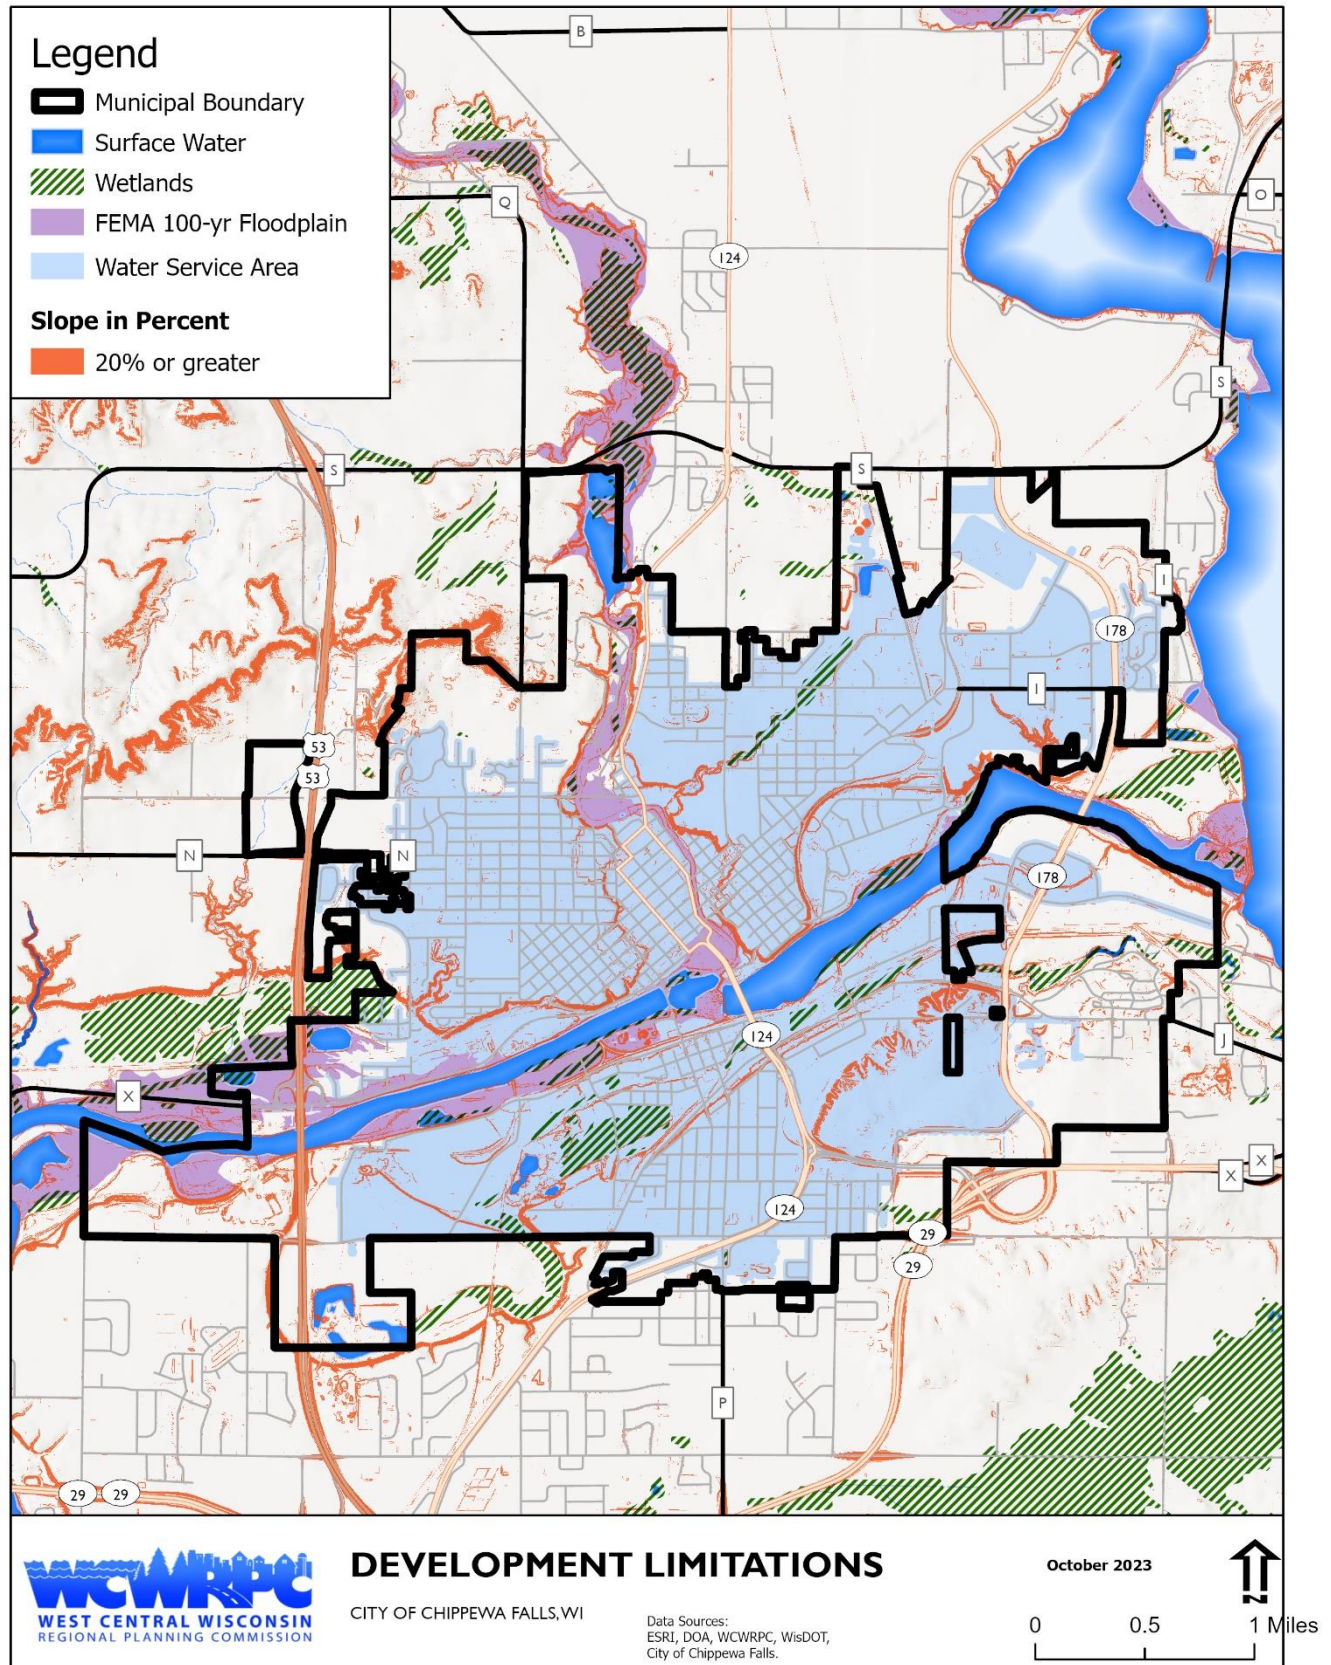 Legend
Municipal Boundary
Surface Water
Wetlands
FEMA 100-yr Floodplain
Water Service Area
Slope in Percent
20% or greater
B
Q
O
124
S
S
S
I
178
I
53
53
N
N
178
124
J
X
X
X
124
29
29
P
29
29
WCWRPC
WEST CENTRAL WISCONSIN
REGIONAL PLANNING COMMISSION
DEVELOPMENT LIMITATIONS
CITY OF CHIPPEWA FALLS,WI
Data Sources:
ESRI, DOA, WCWRPC, WisDOT,
City of Chippewa Falls.
October 2023
N
0 0.5 1 Miles